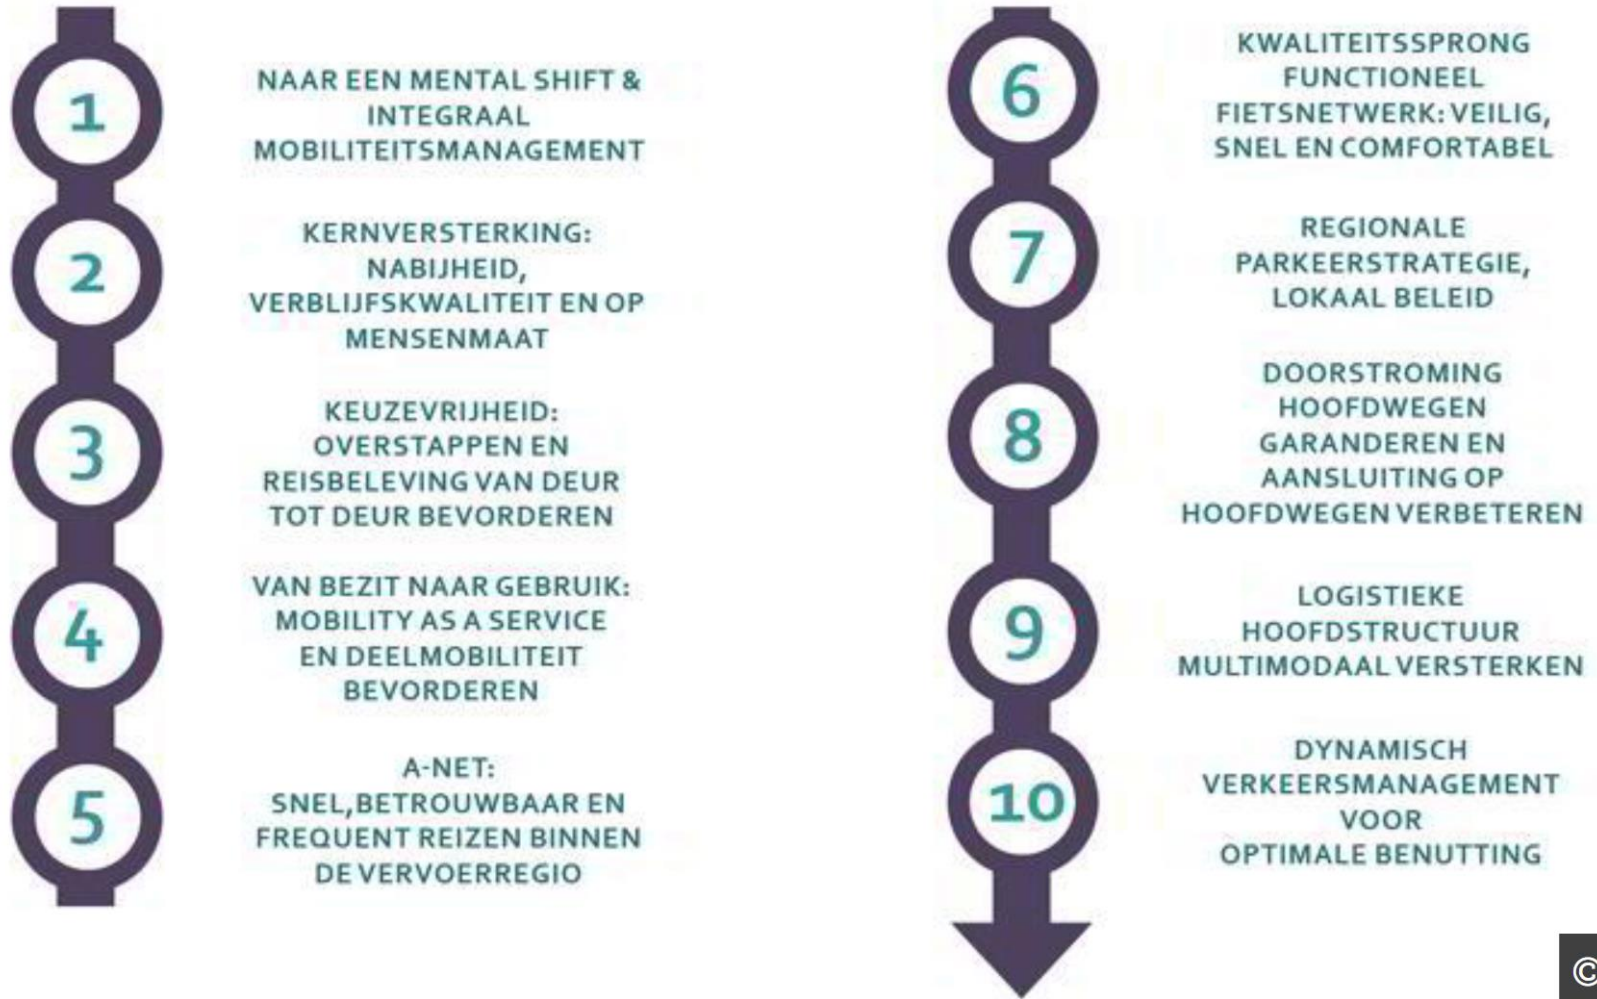 1
NAAR EEN MENTAL SHIFT &
INTEGRAAL
MOBILITEITSMANAGEMENT
2
KERNVERSTERKING:
NABIJHEID,
VERBLIJFSKWALITEIT EN OP
MENSENMAAT
3
KEUZEVRIJHEID:
OVERSTAPPEN EN
REISBELEVING VAN DEUR
TOT DEUR BEVORDEREN
4
VAN BEZIT NAAR GEBRUIK:
MOBILITY AS A SERVICE
EN DEELMOBILITEIT
BEVORDEREN
5
A-NET:
SNEL, BETROUWBAAR EN
FREQUENT REIZEN BINNEN
DE VERVOERREGIO
6
KWALITEITSSPRONG
FUNCTIONEEL
FIETSNETWERK: VEILIG,
SNEL EN COMFORTABEL
7
REGIONALE
PARKEERSTRATEGIE,
LOKAAL BELEID
8
DOORSTROMING
HOOFDWEGEN
GARANDEREN EN
AANSLUITING OP
HOOFDWEGEN VERBETEREN
9
LOGISTIEKE
HOOFDSTRUCTUUR
MULTIMODAAL VERSTERKEN
10
DYNAMISCH
VERKEERSMANAGEMENT
VOOR
OPTIMALE BENUTTING
©